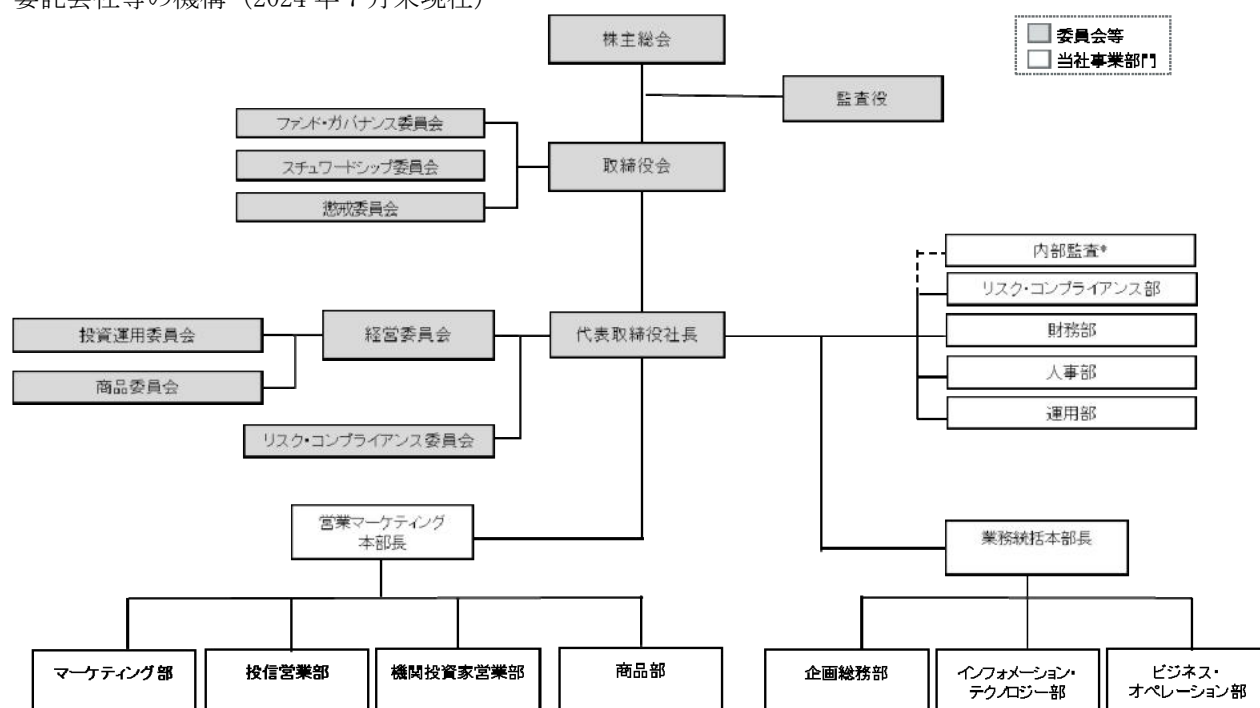 委託会社等の機構 (2024 年 7 月末現在)
株主総会
委員会等
当社事業部門
監査役
ファンド・ガバナンス委員会
スチュワードシップ委員会
懲戒委員会
取締役会
内部監査*
リスク・コンプライアンス部
財務部
人事部
運用部
投資運用委員会
経営委員会
代表取締役社長
商品委員会
リスク・コンプライアンス委員会
営業マーケティング
本部長
業務統括本部長
マーケティング部
投信営業部
機関投資家営業部
商品部
企画総務部
インフォメーション・
テクノロジー部
ビジネス・
オペレーション部